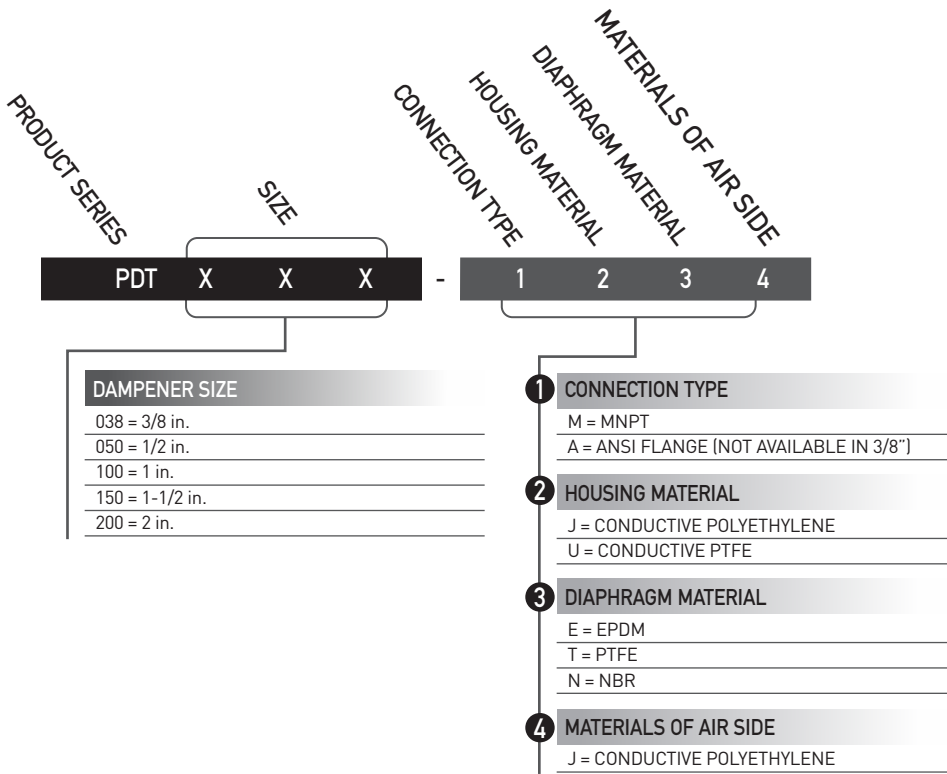 PRODUCT SERIES
SIZE
CONNECTION TYPE
HOUSING MATERIAL
DIAPHRAGM MATERIAL
MATERIALS OF AIR SIDE
PDT X X X - 1 2 3 4
DAMPENER SIZE
038 = 3/8 in.
050 = 1/2 in.
100 = 1 in.
150 = 1-1/2 in.
200 = 2 in.
1 CONNECTION TYPE
M = MNPT
A = ANSI FLANGE (NOT AVAILABLE IN 3/8")
2 HOUSING MATERIAL
J = CONDUCTIVE POLYETHYLENE
U = CONDUCTIVE PTFE
3 DIAPHRAGM MATERIAL
E = EPDM
T = PTFE
N = NBR
4 MATERIALS OF AIR SIDE
J = CONDUCTIVE POLYETHYLENE